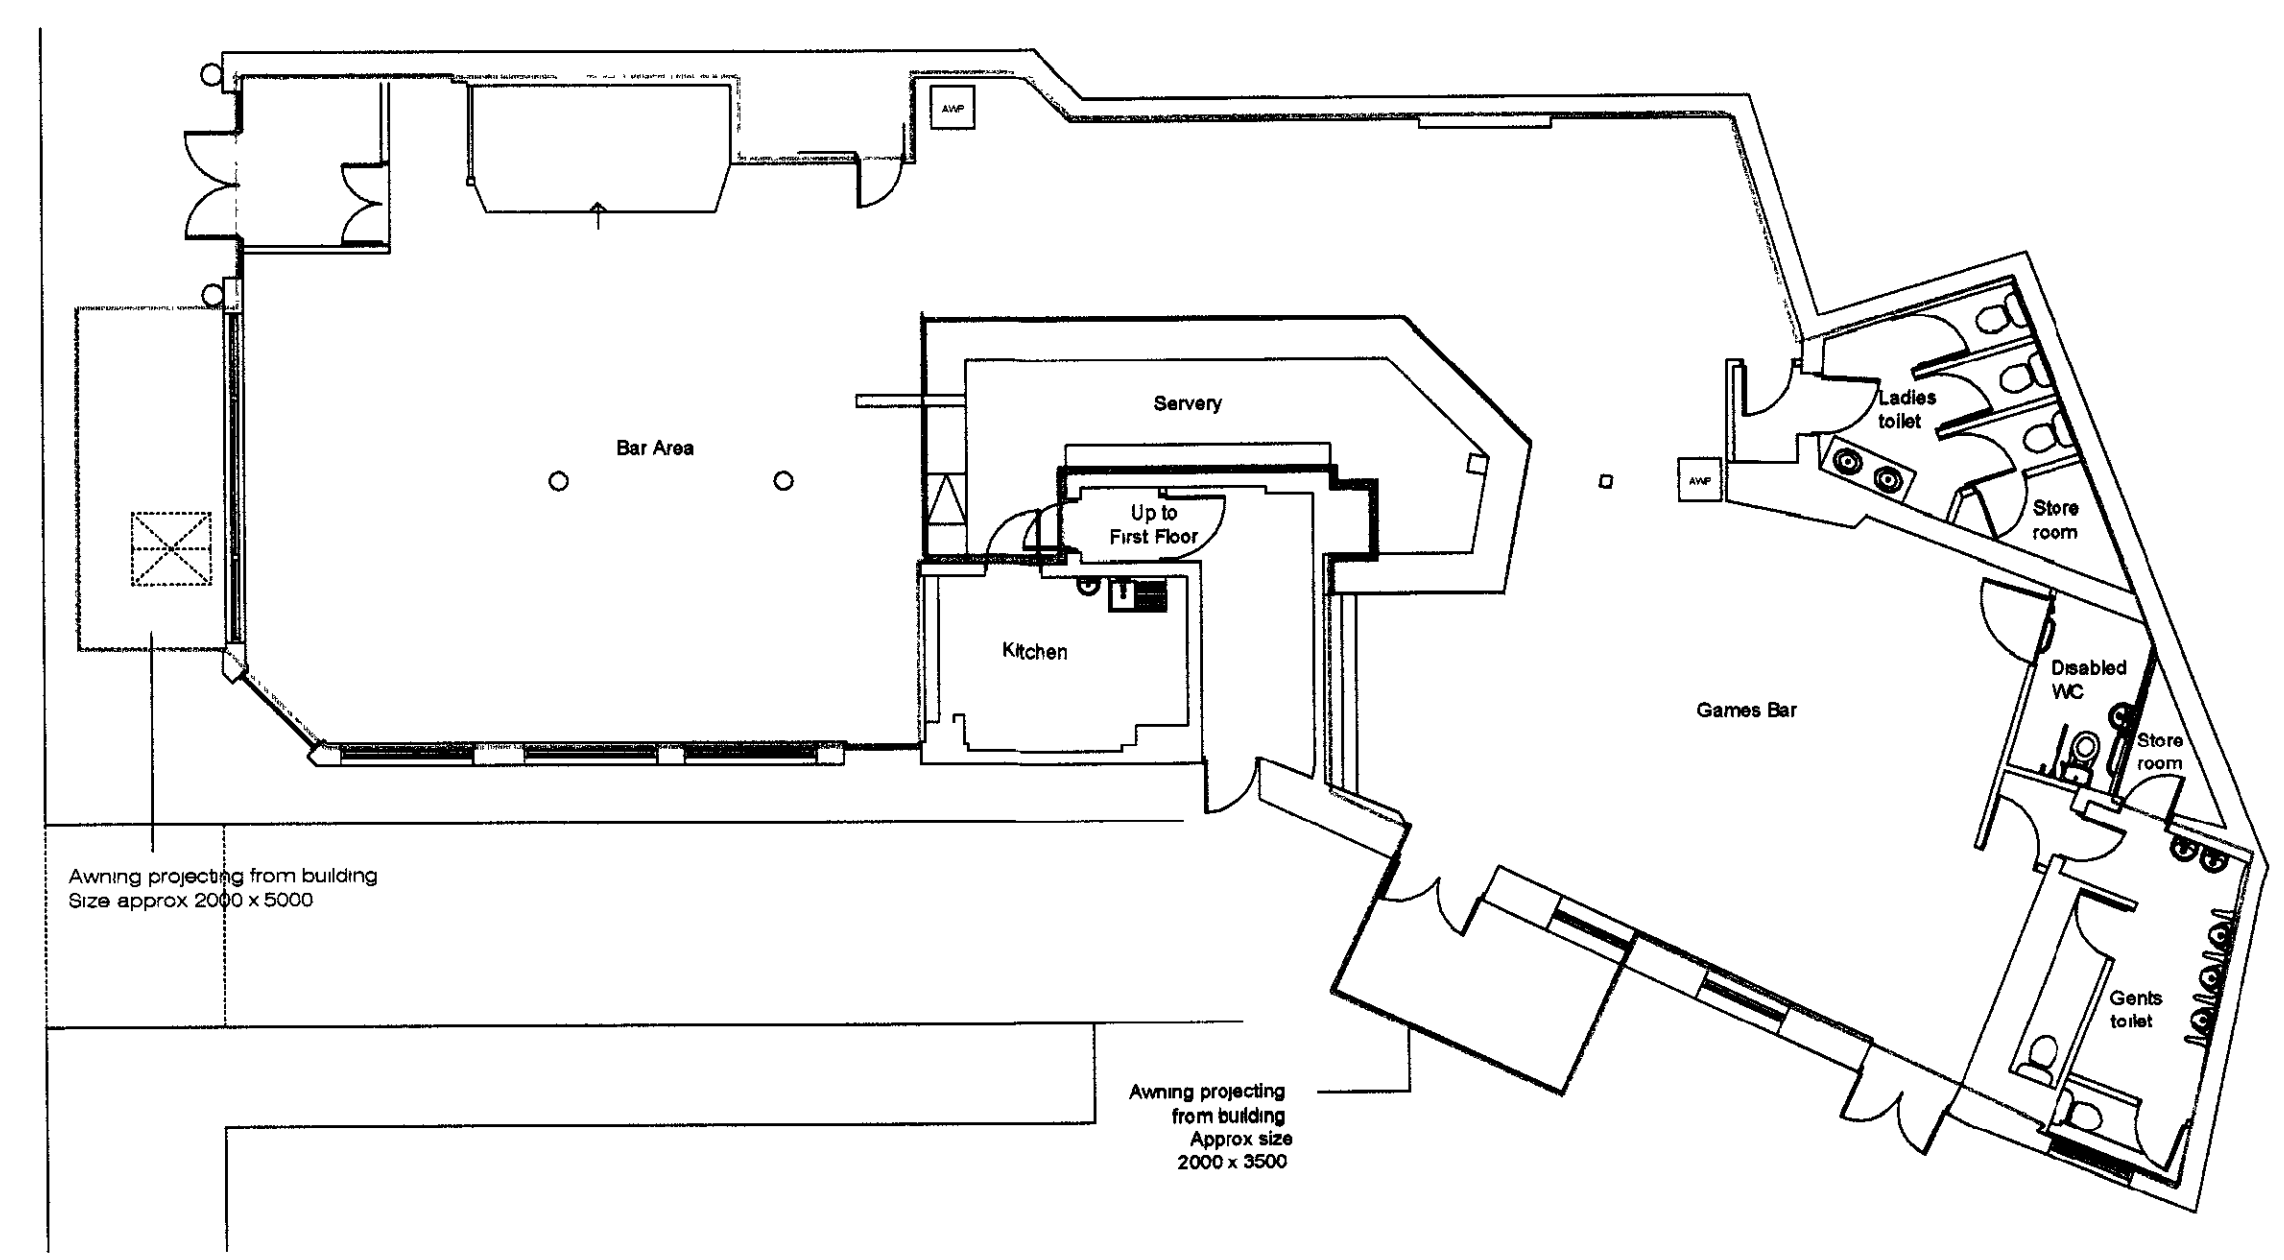 AWP
Servery
Bar Area
Ladies
toilet
AWP
Up to
First Floor
Store
room
Kitchen
Disabled
WC
Games Bar
Store
room
Awning projecting from building
Size approx 2000 x 5000
Gents
toilet
Awning projecting
from building
Approx size
2000 x 3500